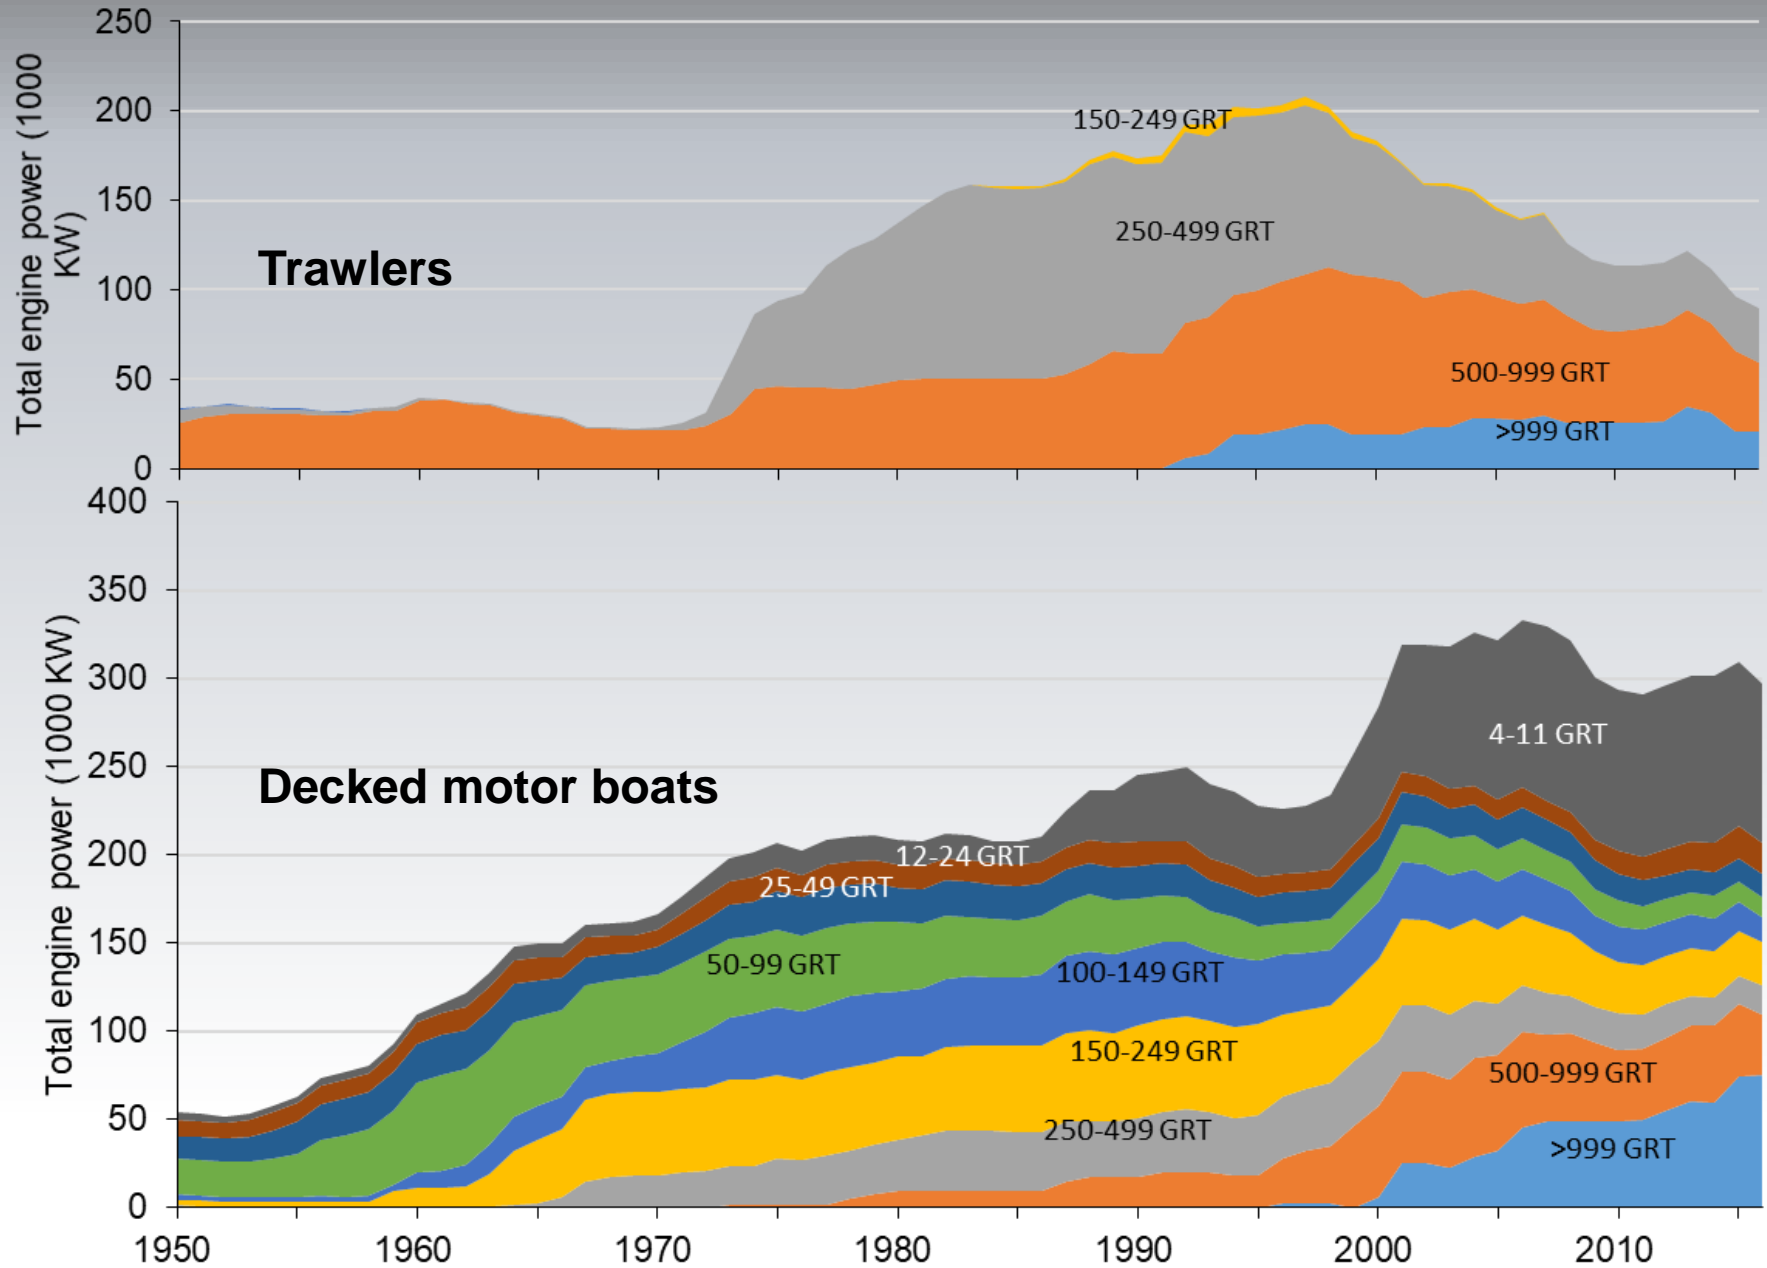 250
200
150
100
50
0
Total engine power (1000
KW)
Trawlers
150-249 GRT
250-499 GRT
500-999 GRT
>999 GRT
400
350
300
250
200
150
100
50
0
Total engine power (1000 KW)
Decked motor boats
4-11 GRT
12-24 GRT
25-49 GRT
50-99 GRT
100-149 GRT
150-249 GRT
500-999 GRT
250-499 GRT
>999 GRT
1950 1960 1970 1980 1990 2000 2010